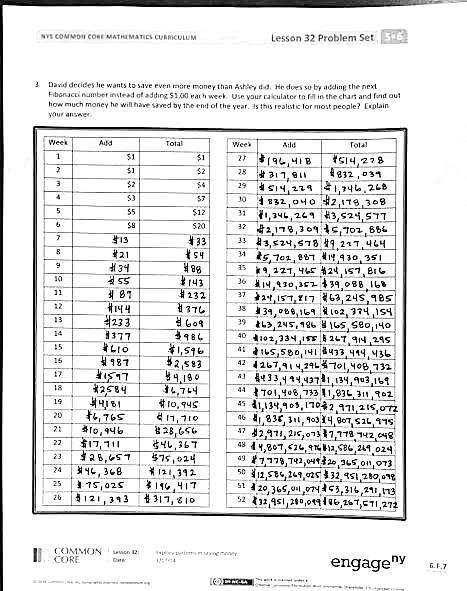 NYS COMMON CORE MATHEMATICS CURRICULUM
Lesson 32 Problem Set 5•6
3. David decides he wants to save even more money than Ashley did. He does so by adding the next
Fibonacci number instead of adding $1.00 each week. Use your calculator to fill in the chart and find out
how much money he will have saved by the end of the year. Is this realistic for most people? Explain
your answer.
Week Add Total
1 $1 $1
2 $1 $2
3 $2 $4
4 $3 $7
5 $5 $12
6 $8 $20
7 $13 $33
8 $21 $54
9 $34 $88
10 $55 $143
11 $89 $232
12 $144 $376
13 $233 $609
14 $377 $986
15 $610 $1,596
16 $987 $2,583
17 $1597 $4,180
18 $2584 $6,764
19 $4181 $10,945
20 $6,765 $17,710
21 $10,946 $28,656
22 $17,711 $46,367
23 $28,657 $75,024
24 $46,368 $121,392
25 $75,025 $196,417
26 $121,393 $317,810
Week Add Total
27 $196,418 $514,228
28 $317,811 $832,039
29 $514,229 $1,346,268
30 $832,040 $2,178,308
31 $1,346,269 $3,524,577
32 $2,178,309 $5,702,886
33 $3,524,578 $9,227,464
34 $5,702,887 $14,930,351
35 $9,227,465 $24,157,816
36 $14,930,352 $39,088,168
37 $24,157,817 $63,245,985
38 $39,088,169 $102,334,154
39 $63,245,986 $165,580,140
40 $102,334,155 $267,914,295
41 $165,580,141 $433,494,436
42 $267,914,296 $701,408,732
43 $433,494,437 $1,134,903,169
44 $701,408,733 $1,836,311,902
45 $1,134,903,170 $2,971,215,072
46 $1,836,311,903 $4,807,526,975
47 $2,971,215,073 $7,778,742,048
48 $4,807,526,976 $12,586,269,024
49 $7,778,742,049 $20,365,011,073
50 $12,586,269,025 $32,951,280,098
51 $20,365,011,074 $53,316,291,173
52 $32,951,280,099 $86,267,571,272
COMMON
CORE
Lesson 32: Explore patterns in saving money
Date:
engage ny
6.F.7
BY-NC-SA